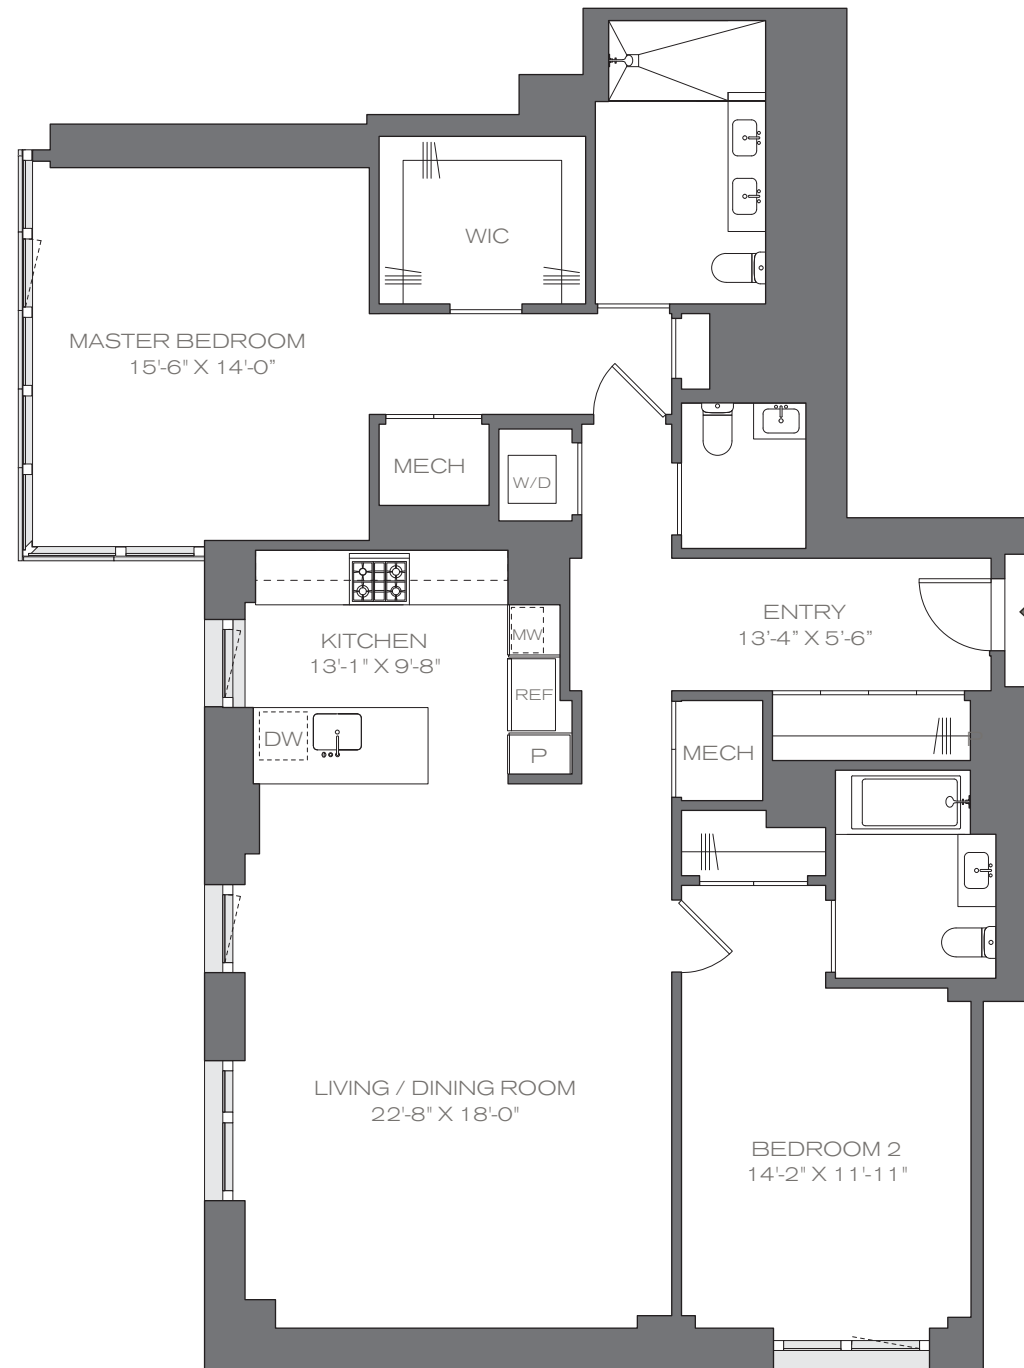 WIC
MASTER BEDROOM
15'-6" X 14'-0”
MECH
W/D
ENTRY
13’-4” X 5’-6”
KITCHEN
13'-1" X 9'-8"
MW
REF
DW
P
MECH
LIVING / DINING ROOM
22'-8" X 18'-0"
BEDROOM 2
14'-2" X 11'-11"